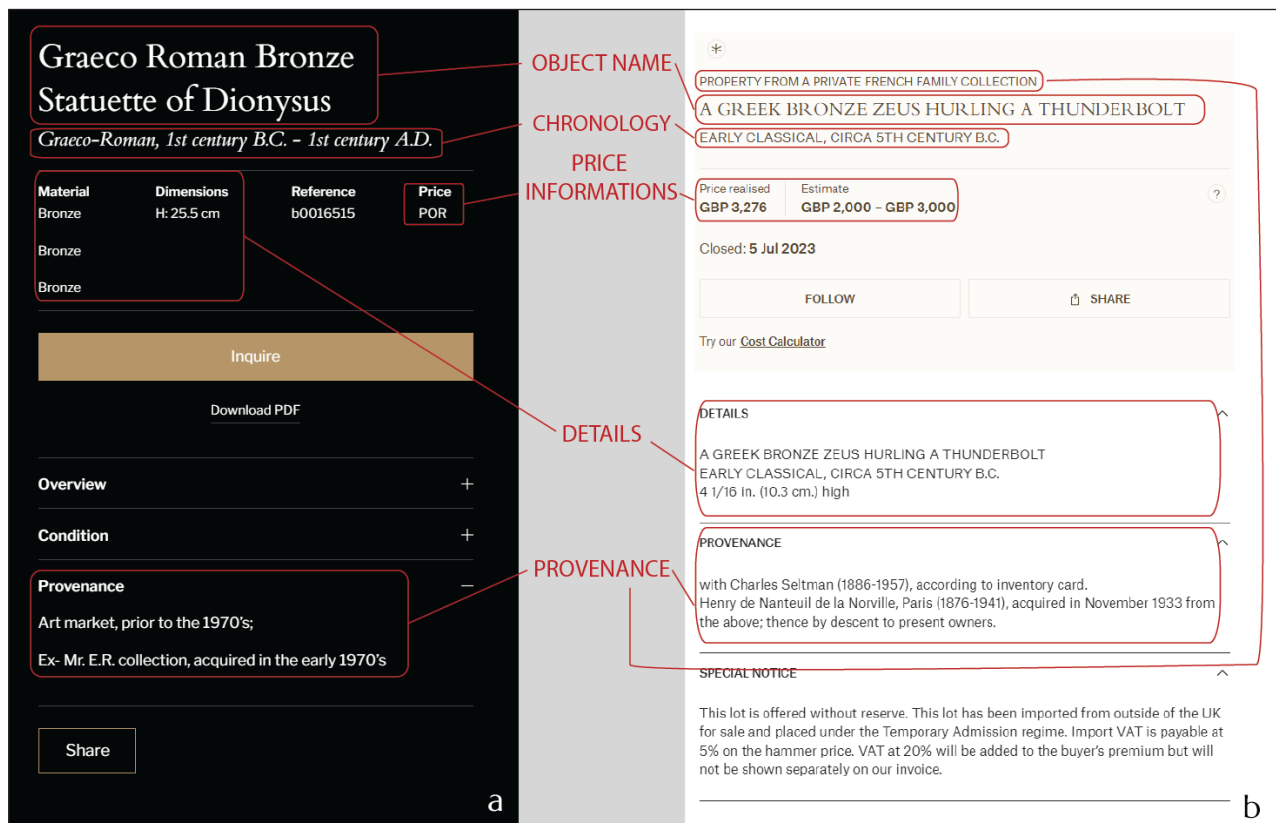 Graeco Roman Bronze
Statuette of Dionysus
Graeco-Roman, 1st century B.C. – 1st century A.D.
Material Dimensions Reference Price
Bronze H: 25.5 cm b0016515 POR
Bronze
Bronze
Inquire
Download PDF
Overview
Condition
Provenance
Art market, prior to the 1970's;
Ex- Mr. E.R. collection, acquired in the early 1970's
Share
a
OBJECT NAME
CHRONOLOGY
PRICE
INFORMATIONS
DETAILS
PROVENANCE
PROPERTY FROM A PRIVATE FRENCH FAMILY COLLECTION
A GREEK BRONZE ZEUS HURLING A THUNDERBOLT
EARLY CLASSICAL, CIRCA 5TH CENTURY B.C.
Price realised Estimate
GBP 3,276 GBP 2,000 – GBP 3,000
?
Closed: 5 Jul 2023
FOLLOW SHARE
Try our Cost Calculator
DETAILS
A GREEK BRONZE ZEUS HURLING A THUNDERBOLT
EARLY CLASSICAL, CIRCA 5TH CENTURY B.C.
4 1/16 in. (10.3 cm.) high
PROVENANCE
with Charles Seltman (1886-1957), according to inventory card.
Henry de Nanteuil de la Norville, Paris (1876-1941), acquired in November 1933 from
the above; thence by descent to present owners.
SPECIAL NOTICE
This lot is offered without reserve. This lot has been imported from outside of the UK
for sale and placed under the Temporary Admission regime. Import VAT is payable at
5% on the hammer price. VAT at 20% will be added to the buyer's premium but will
not be shown separately on our invoice.
b